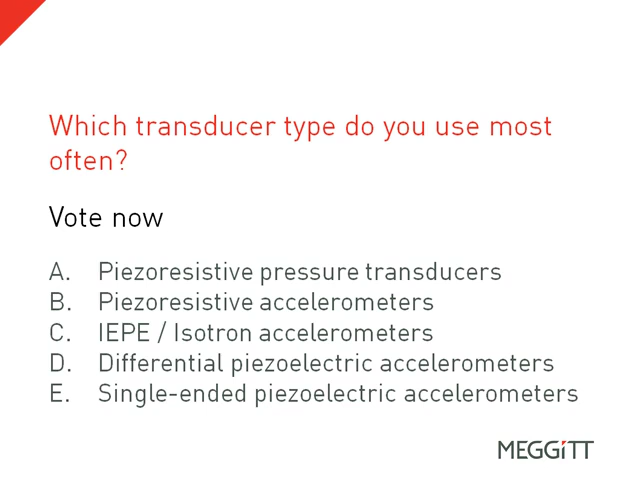 Which transducer type do you use most
often?
Vote now
A. Piezoresistive pressure transducers
B. Piezoresistive accelerometers
C. IEPE / Isotron accelerometers
D. Differential piezoelectric accelerometers
E. Single-ended piezoelectric accelerometers
MEGGiTT